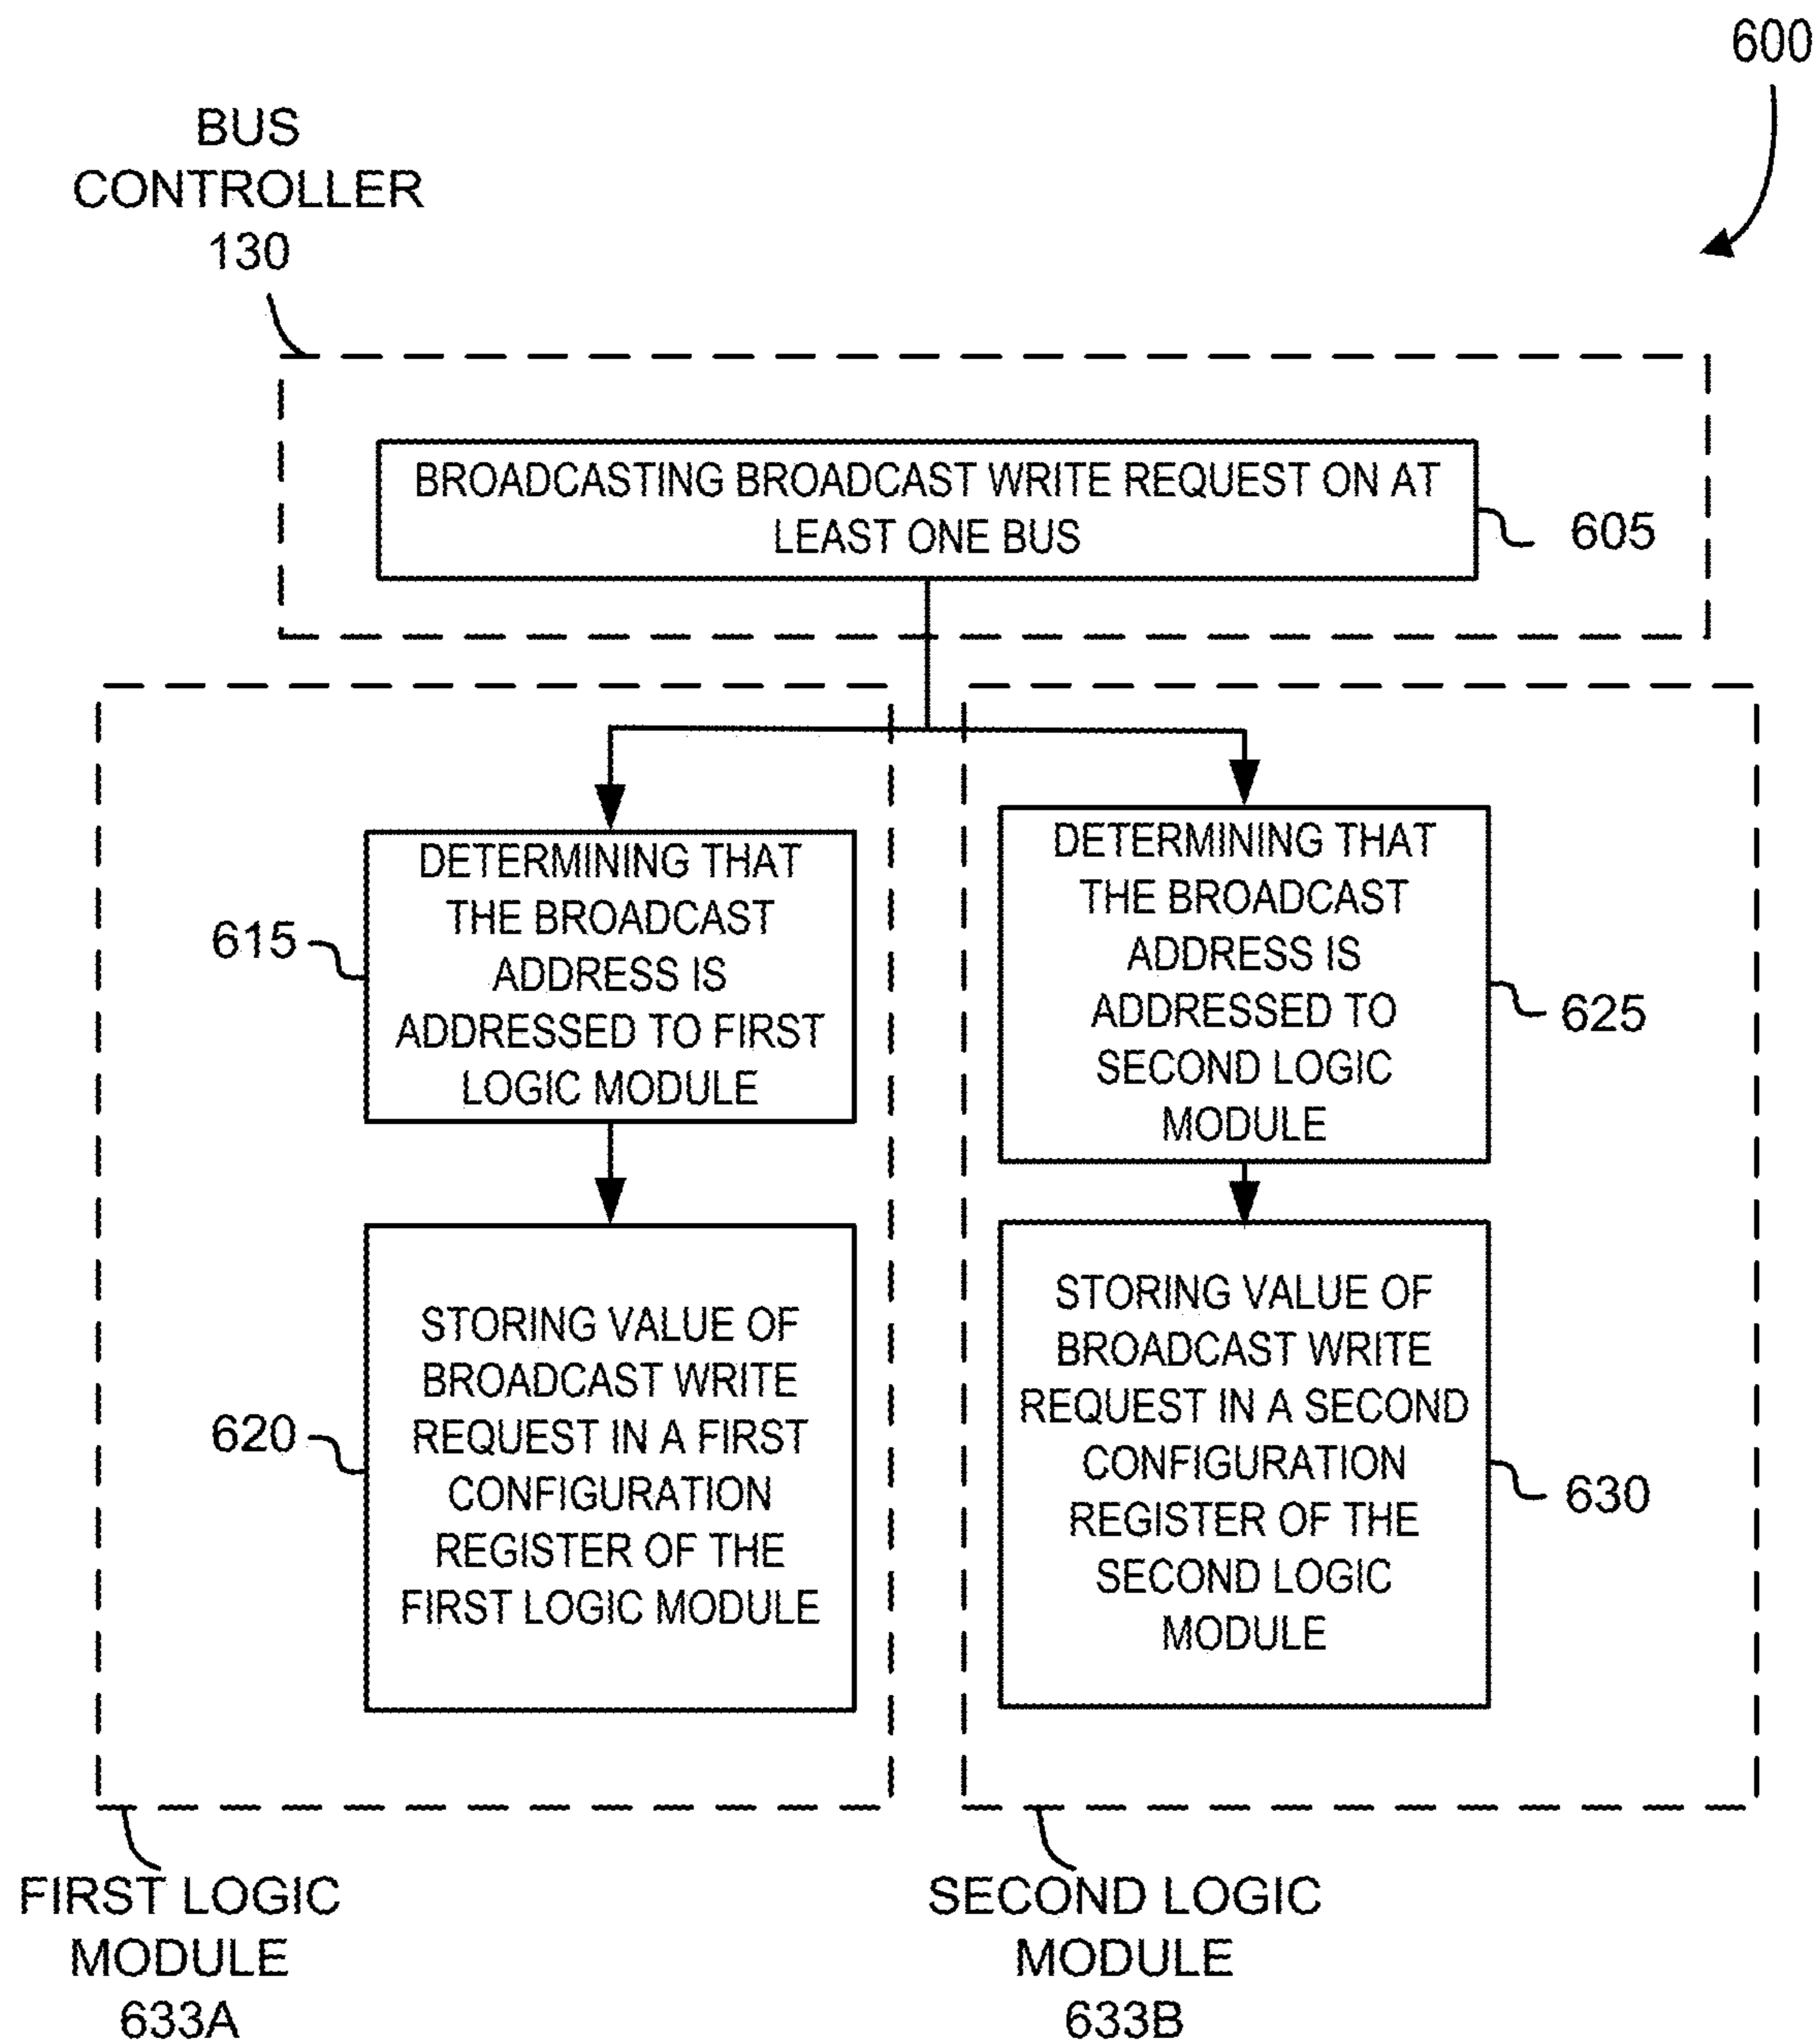 600
BUS
CONTROLLER
130
BROADCASTING BROADCAST WRITE REQUEST ON AT
LEAST ONE BUS
605
DETERMINING THAT
THE BROADCAST
ADDRESS IS
ADDRESSED TO FIRST
LOGIC MODULE
615
DETERMINING THAT
THE BROADCAST
ADDRESS IS
ADDRESSED TO
SECOND LOGIC
MODULE
625
STORING VALUE OF
BROADCAST WRITE
REQUEST IN A FIRST
CONFIGURATION
REGISTER OF THE
FIRST LOGIC MODULE
620
STORING VALUE OF
BROADCAST WRITE
REQUEST IN A SECOND
CONFIGURATION
REGISTER OF THE
SECOND LOGIC
MODULE
630
FIRST LOGIC
MODULE
633A
SECOND LOGIC
MODULE
633B